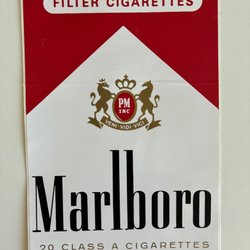 FILTER CIGARETTES
PM
INC
VENI·VIDI·VICI
Marlboro
20 CLASS A CIGARETTES